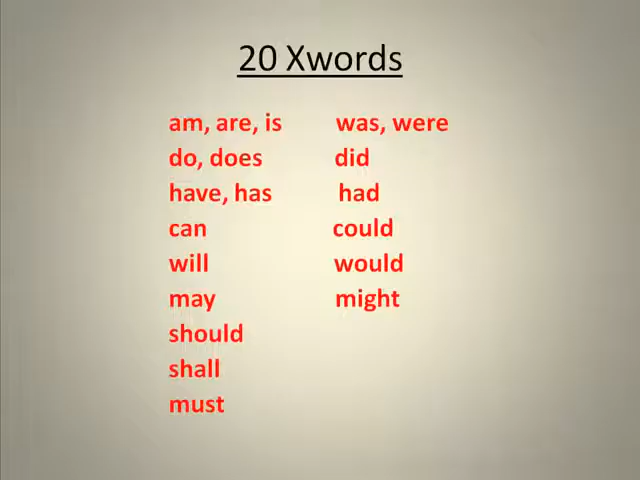 20 Xwords
am, are, is was, were
do, does did
have, has had
can could
will would
may might
should
shall
must